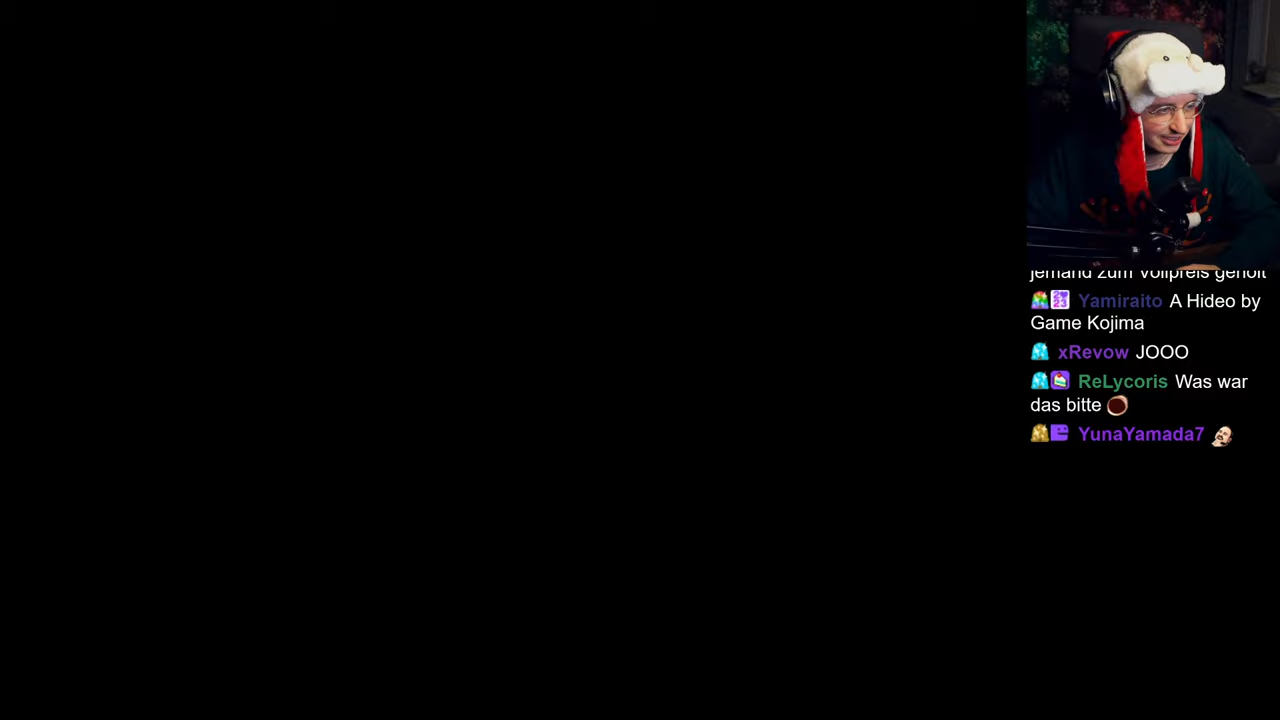 jemand zum Vollpreis geholt
Yamiraito A Hideo by
Game Kojima
xRevow JOOO
ReLycoris Was war
das bitte
YunaYamada7